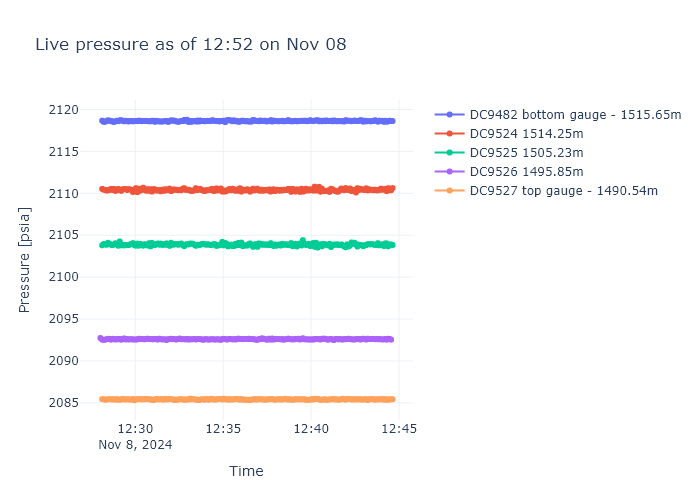 Live pressure as of 12:52 on Nov 08
2120
2115
2110
2105
2100
2095
2090
2085
Pressure [psia]
12:30
12:35
12:40
12:45
Nov 8, 2024
Time
DC9482 bottom gauge - 1515.65m
DC9524 1514.25m
DC9525 1505.23m
DC9526 1495.85m
DC9527 top gauge - 1490.54m